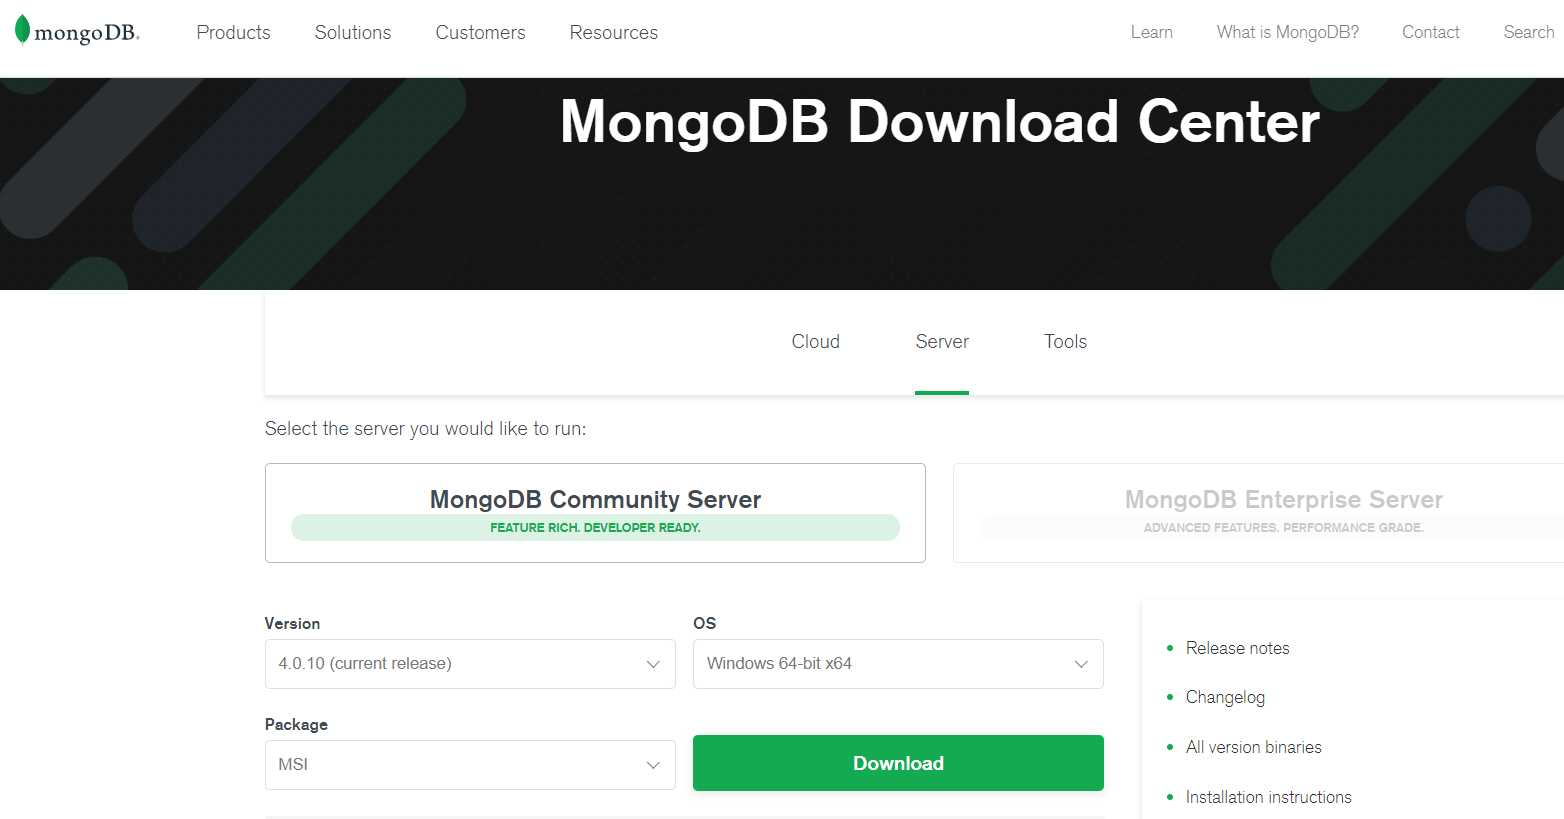 mongoDB.
Products Solutions Customers Resources Learn What is MongoDB? Contact Search
MongoDB Download Center
Cloud Server Tools
Select the server you would like to run:
MongoDB Community Server
FEATURE RICH. DEVELOPER READY.
MongoDB Enterprise Server
ADVANCED FEATURES. PERFORMANCE GRADE.
Version
4.0.10 (current release)
OS
Windows 64-bit x64
Package
MSI
Download
Release notes
Changelog
All version binaries
Installation instructions